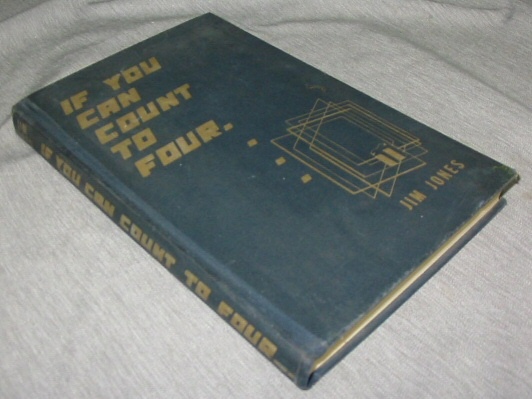 IF YOU
CAN
COUNT
TO
FOUR.
JIM JONES
IF YOU CAN COUNT TO FOUR